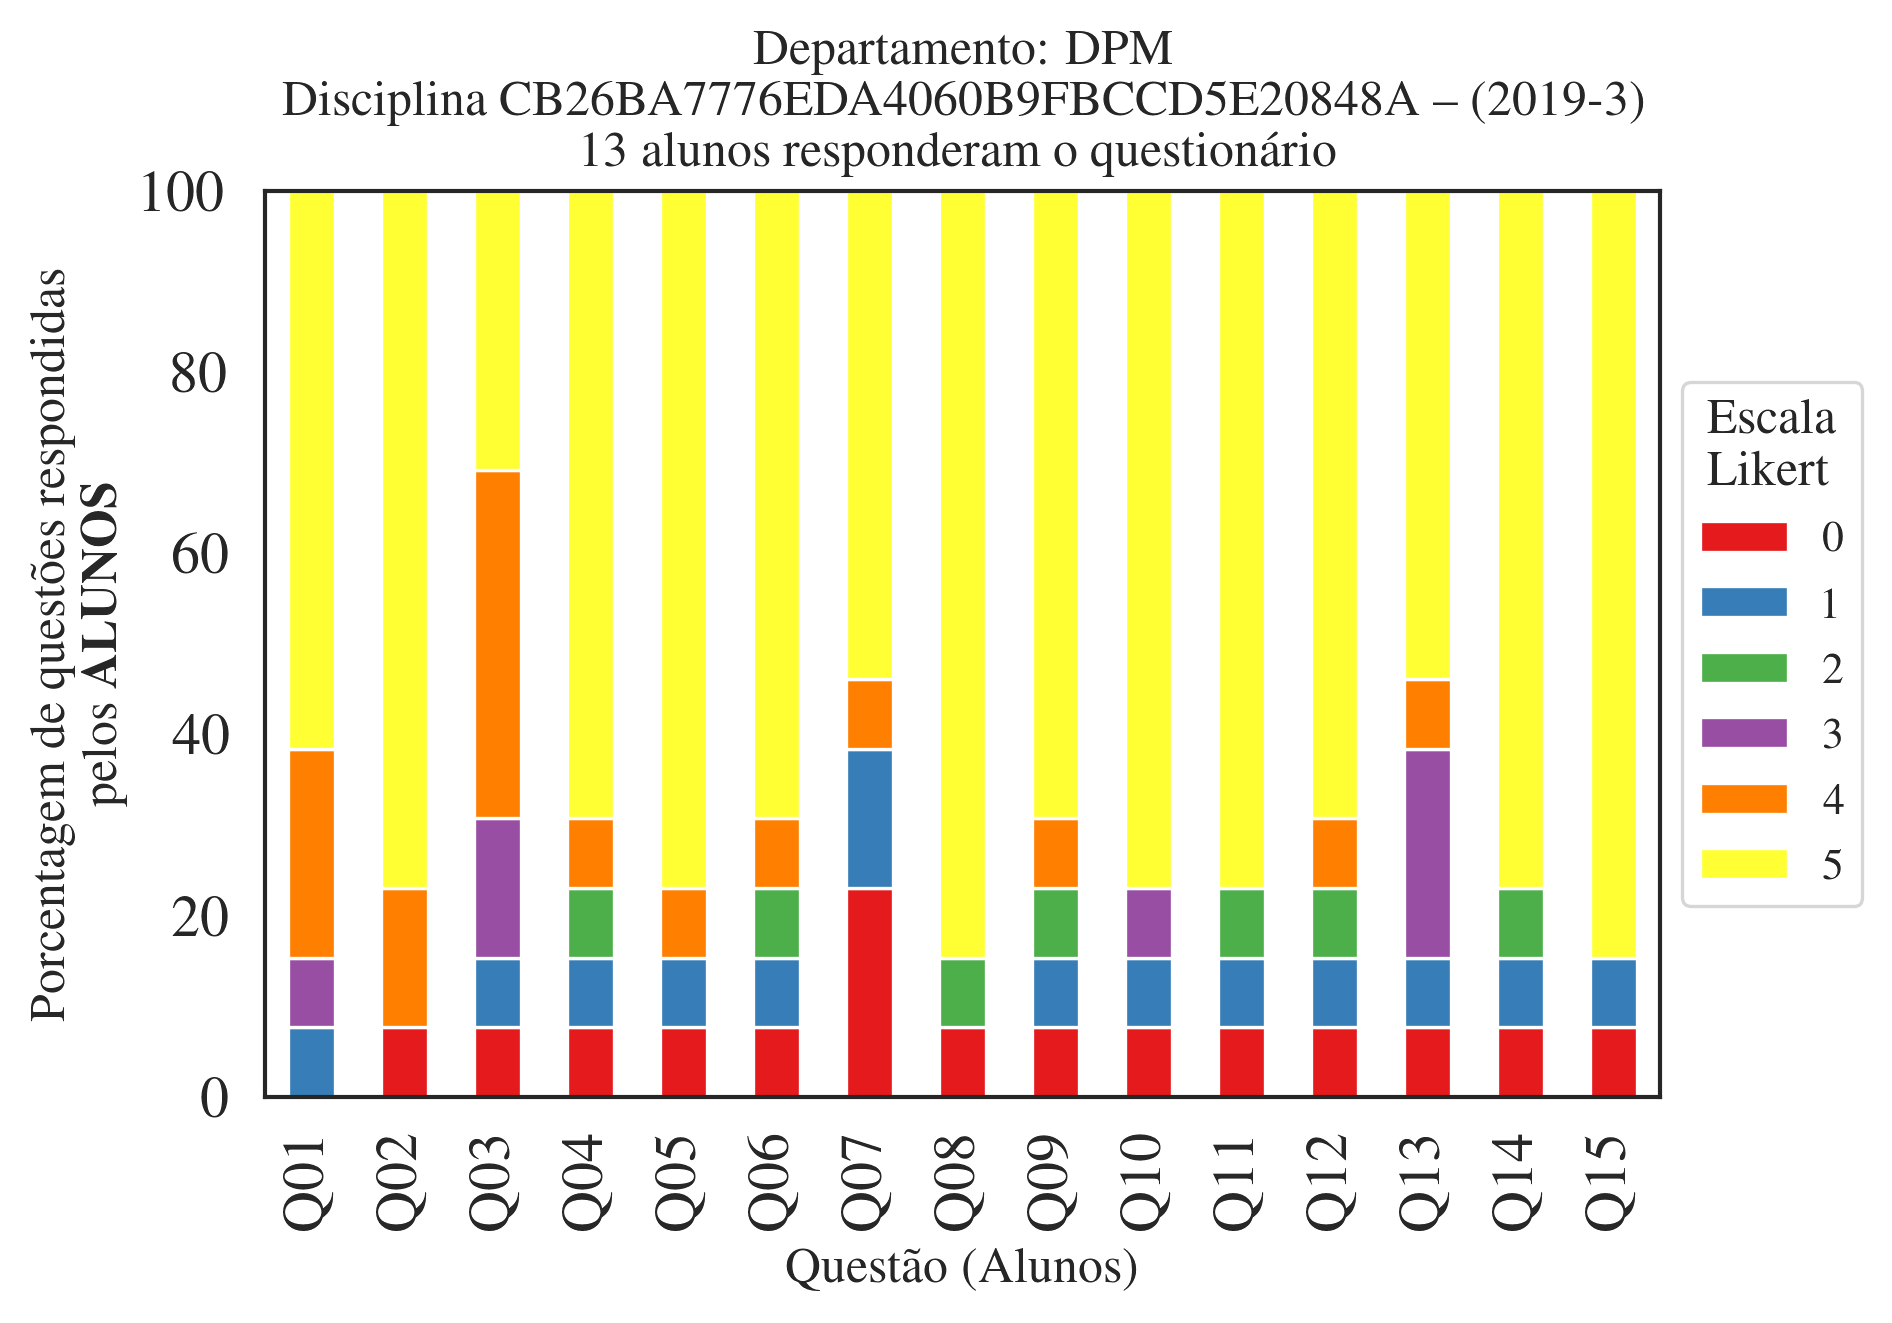 Departamento: DPM
Disciplina CB26BA7776EDA4060B9FBCCD5E20848A – (2019-3)
13 alunos responderam o questionário
Porcentagem de questões respondidas
pelos ALUNOS
100
80
60
40
20
0
Q01
Q02
Q03
Q04
Q05
Q06
Q07
Q08
Q09
Q10
Q11
Q12
Q13
Q14
Q15
Questão (Alunos)
Escala
Likert
0
1
2
3
4
5